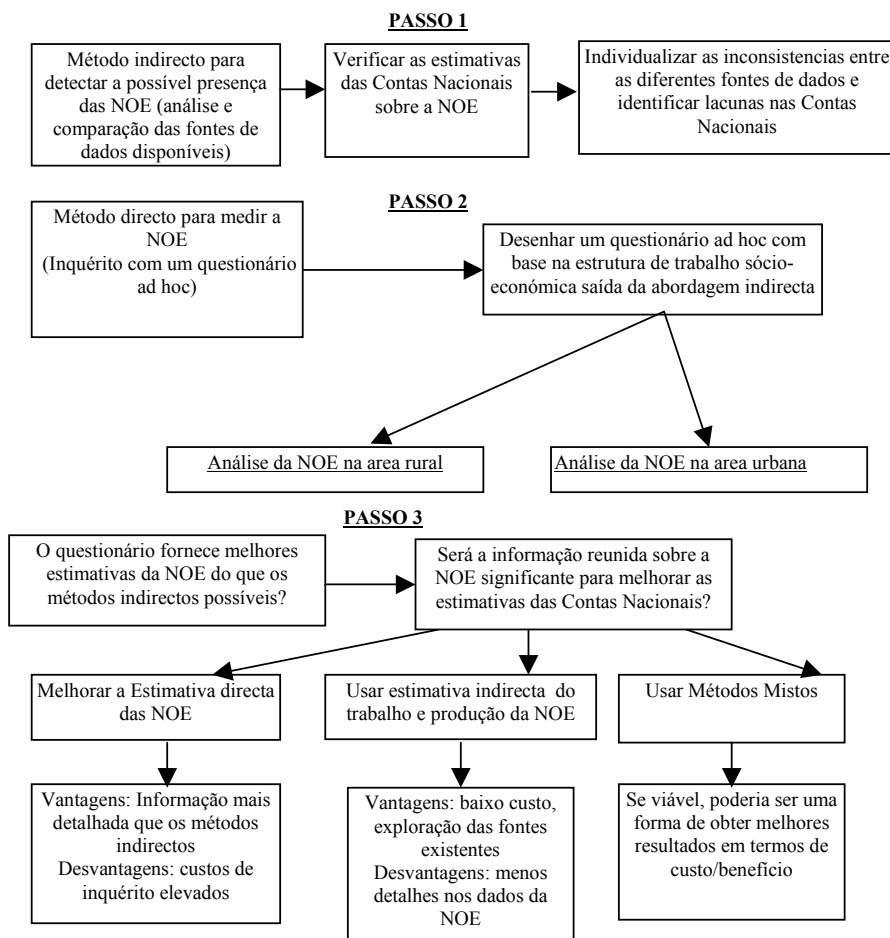 PASSO 1
Método indirecto para
detectar a possível presença
das NOE (análise e
comparação das fontes de
dados disponíveis)
Verificar as estimativas
das Contas Nacionais
sobre a NOE
Individualizar as inconsistencias entre
as diferentes fontes de dados e
identificar lacunas nas Contas
Nacionais
PASSO 2
Método directo para medir a
NOE
(Inquérito com um questionário
ad hoc)
Desenhar um questionário ad hoc com
base na estrutura de trabalho sócio-
económica saída da abordagem indirecta
Análise da NOE na area rural
Análise da NOE na area urbana
PASSO 3
O questionário fornece melhores
estimativas da NOE do que os
métodos indirectos possíveis?
Será a informação reunida sobre a
NOE significante para melhorar as
estimativas das Contas Nacionais?
Melhorar a Estimativa directa
das NOE
Usar estimativa indirecta do
trabalho e produção da NOE
Usar Métodos Mistos
Vantagens: Informação mais
detalhada que os métodos
indirectos
Desvantagens: custos de
inquérito elevados
Vantagens: baixo custo,
exploração das fontes
existentes
Desvantagens: menos
detalhes nos dados da
NOE
Se viável, poderia ser uma
forma de obter melhores
resultados em termos de
custo/benefício